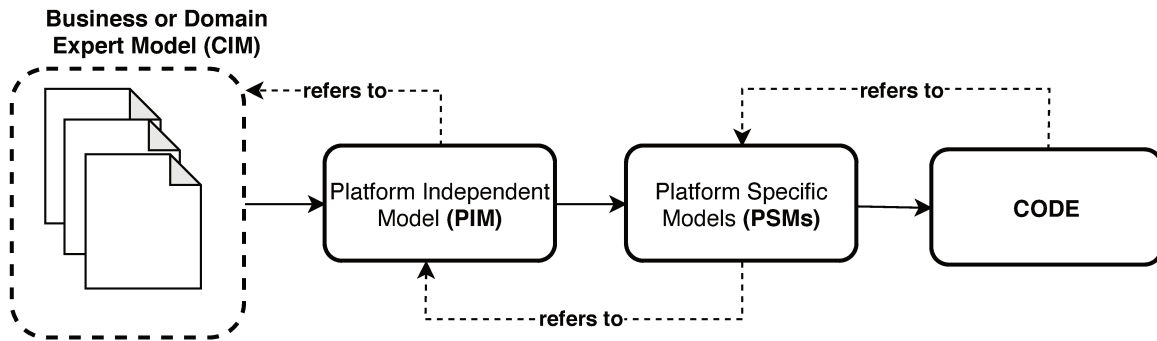 Business or Domain
Expert Model (CIM)
refers to
refers to
Platform Independent
Model (PIM)
Platform Specific
Models (PSMs)
CODE
refers to